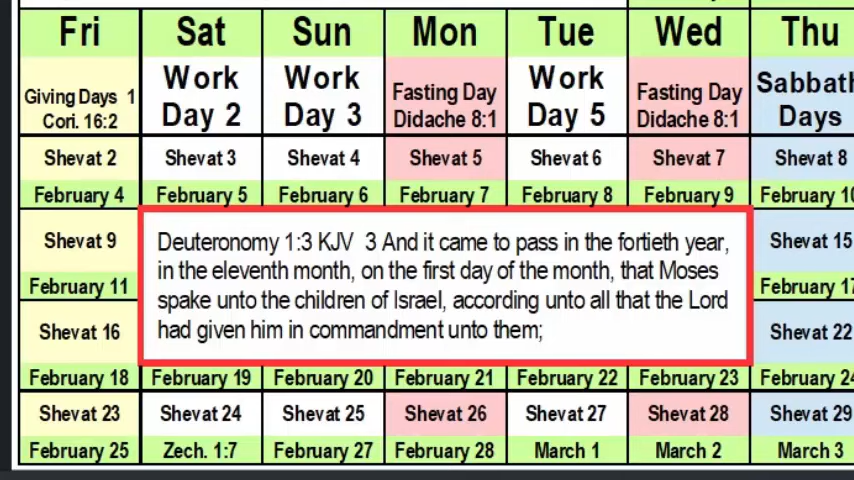 Fri Sat Sun Mon Tue Wed Thu
Giving Days 1 Cori. 16:2
Work Day 2
Work Day 3
Fasting Day Didache 8:1
Work Day 5
Fasting Day Didache 8:1
Sabbath Days
Shevat 2 Shevat 3 Shevat 4 Shevat 5 Shevat 6 Shevat 7 Shevat 8
February 4 February 5 February 6 February 7 February 8 February 9 February 10
Shevat 9 Shevat 15
February 11 February 17
Deuteronomy 1:3 KJV 3 And it came to pass in the fortieth year,
in the eleventh month, on the first day of the month, that Moses
spake unto the children of Israel, according unto all that the Lord
had given him in commandment unto them;
Shevat 16 Shevat 22
February 18 February 19 February 20 February 21 February 22 February 23 February 24
Shevat 23 Shevat 24 Shevat 25 Shevat 26 Shevat 27 Shevat 28 Shevat 29
February 25 Zech. 1:7 February 27 February 28 March 1 March 2 March 3